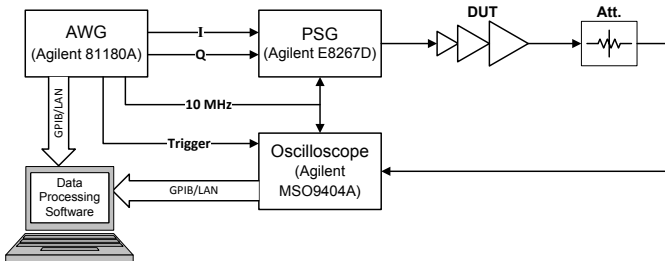 AWG
(Agilent 81180A)
I
Q
PSG
(Agilent E8267D)
DUT
Att.
GPIB/LAN
10 MHz
Trigger
Oscilloscope
(Agilent
MSO9404A)
GPIB/LAN
Data
Processing
Software